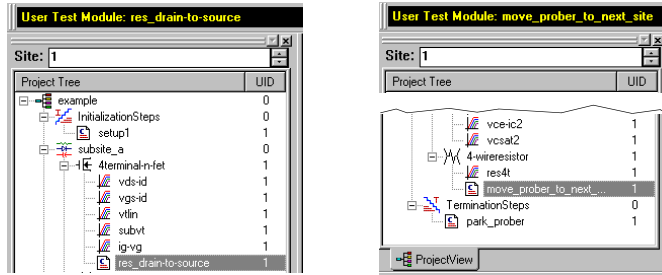 User Test Module: res_drain-to-source
Site: 1
Project Tree UID
example 0
InitializationSteps 0
setup1 1
subsite_a 0
4terminal-n-fet 1
vds-id 1
vgs-id 1
vtlin 1
subvt 1
ig-vg 1
res_drain-to-source 1
User Test Module: move_prober_to_next_site
Site: 1
Project Tree UID
vce-ic2 1
vcsat2 1
4-wireresistor 1
res4t 1
move_prober_to_next_... 1
TerminationSteps 0
park_prober 1
ProjectView